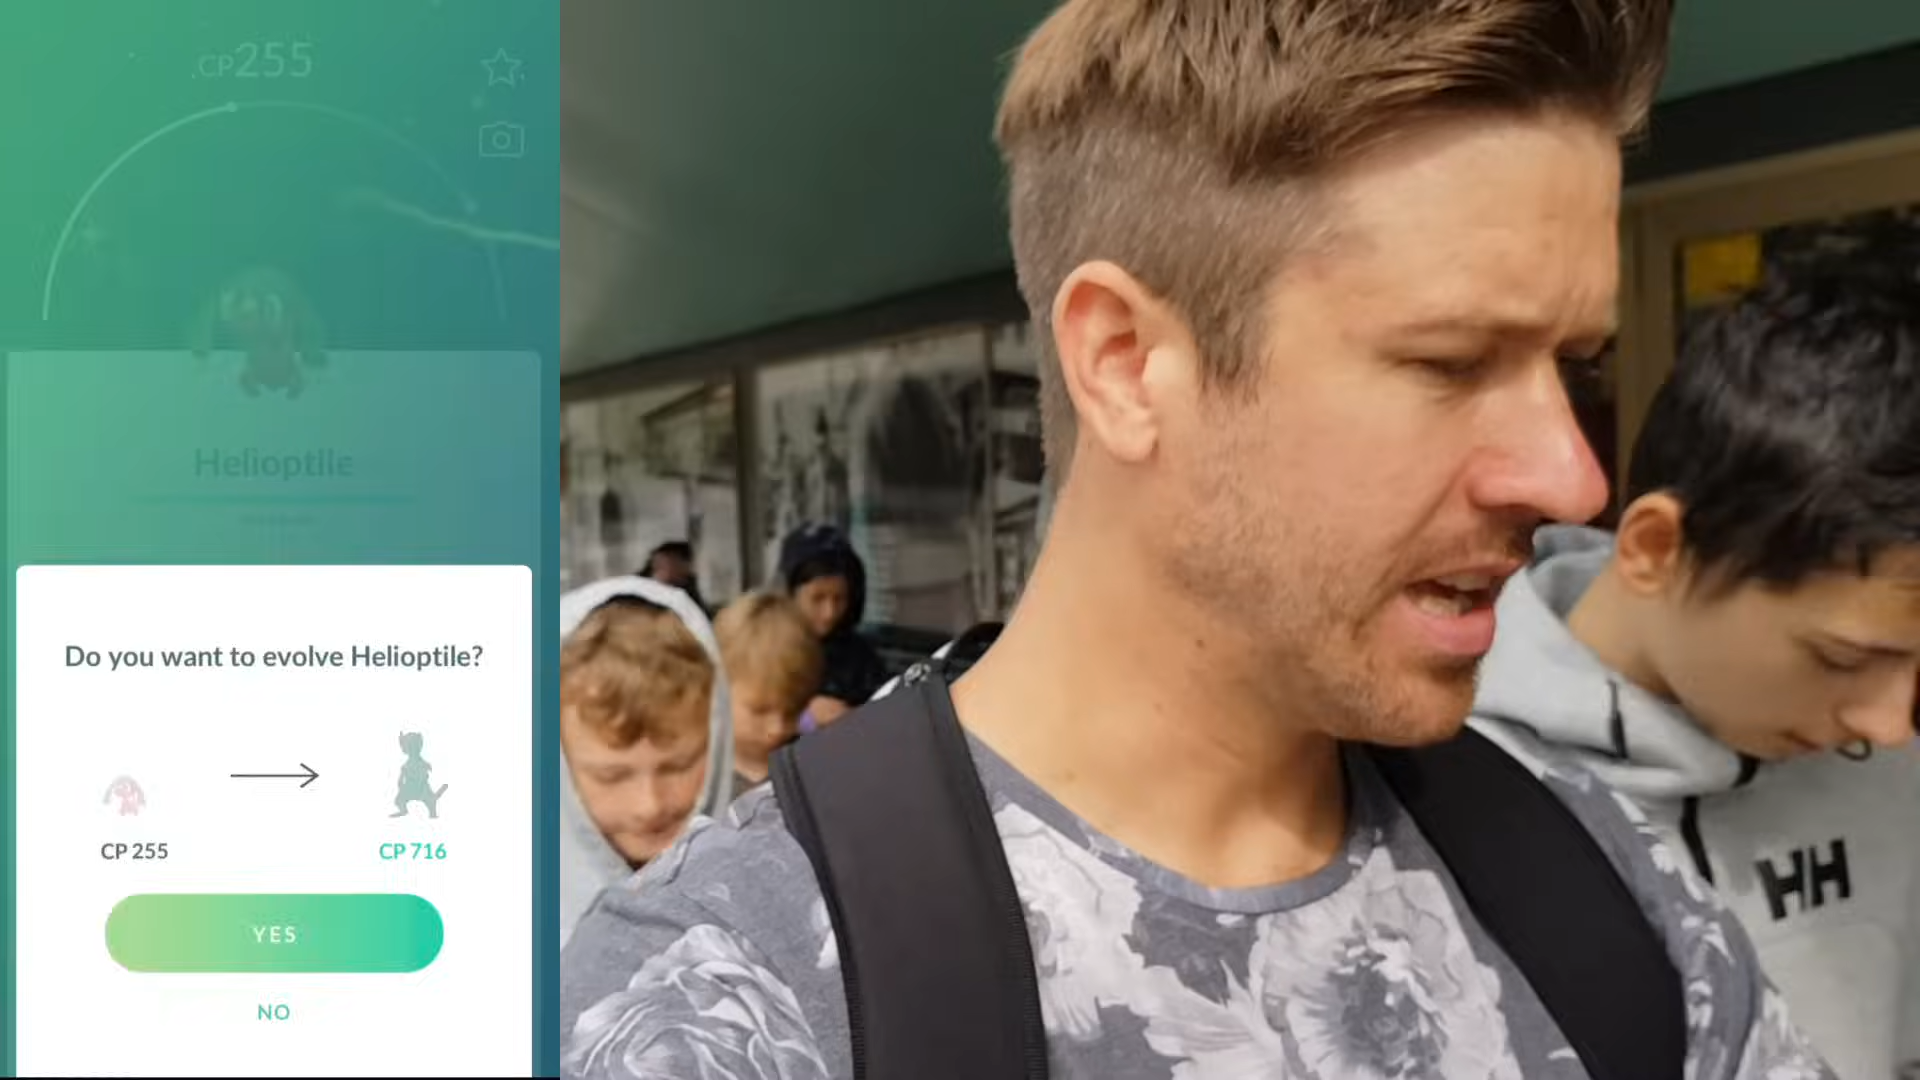 CP255
Helioptile
Do you want to evolve Helioptile?
CP 255
CP 716
YES
NO
HH